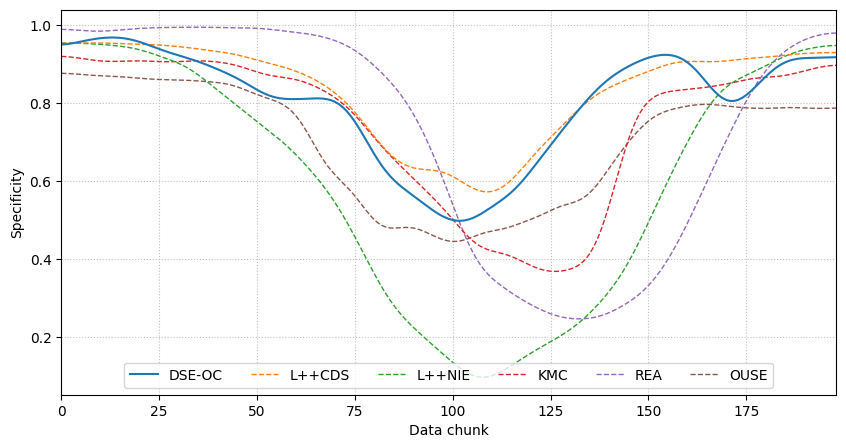 1.0
0.8
0.6
0.4
0.2
Specificity
DSE-OC L++CDS L++NIE KMC REA OUSE
0 25 50 75 100 125 150 175
Data chunk